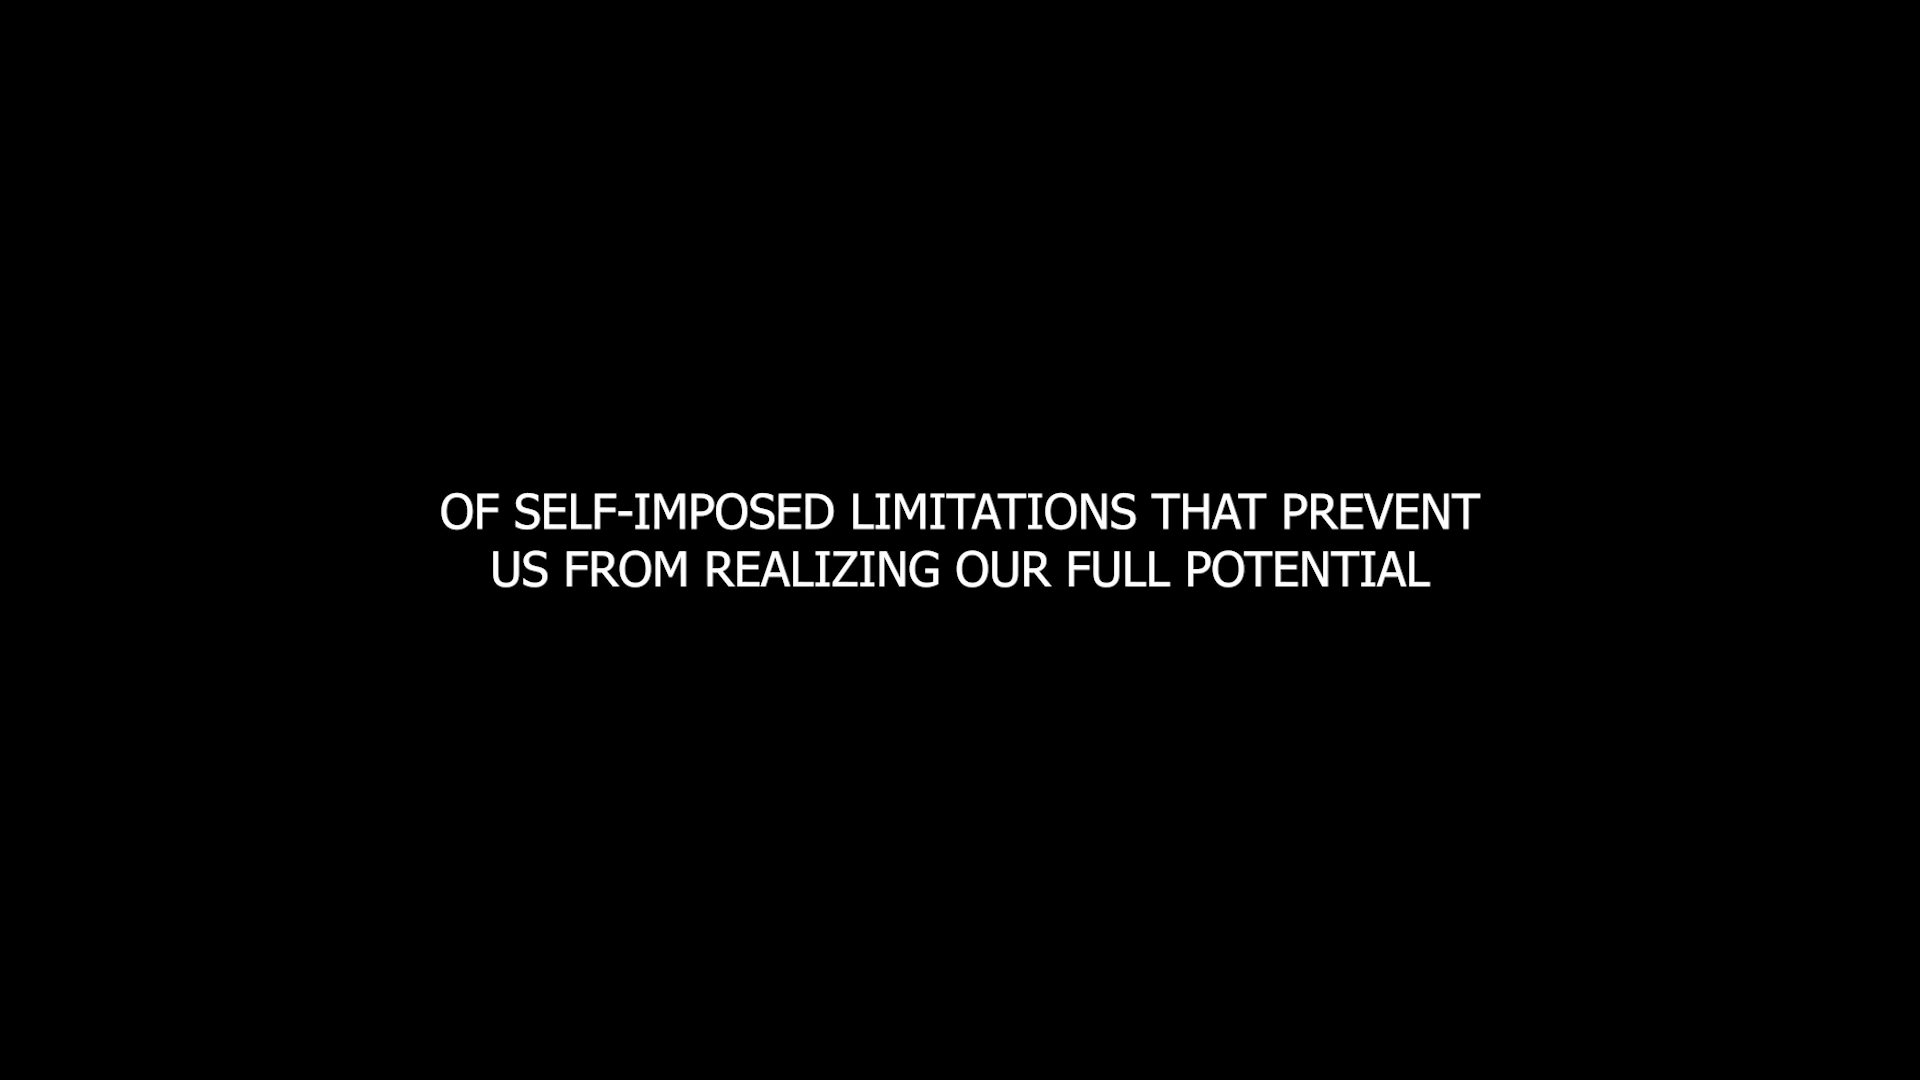 OF SELF-IMPOSED LIMITATIONS THAT PREVENT
US FROM REALIZING OUR FULL POTENTIAL